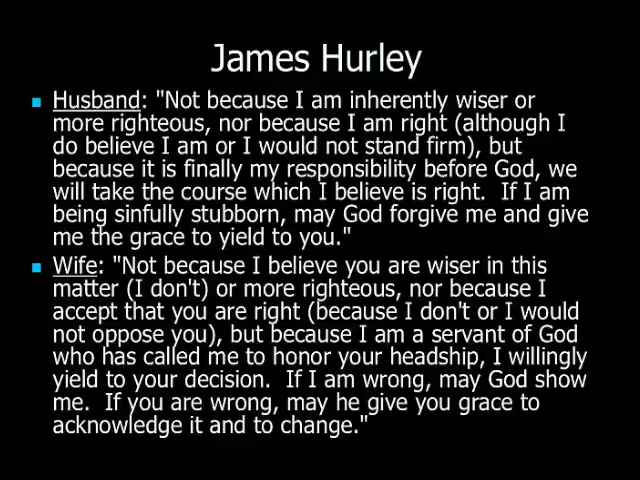 James Hurley
Husband: "Not because I am inherently wiser or
more righteous, nor because I am right (although I
do believe I am or I would not stand firm), but
because it is finally my responsibility before God, we
will take the course which I believe is right.  If I am
being sinfully stubborn, may God forgive me and give
me the grace to yield to you."
Wife: "Not because I believe you are wiser in this
matter (I don't) or more righteous, nor because I
accept that you are right (because I don't or I would
not oppose you), but because I am a servant of God
who has called me to honor your headship, I willingly
yield to your decision.  If I am wrong, may God show
me.  If you are wrong, may he give you grace to
acknowledge it and to change."